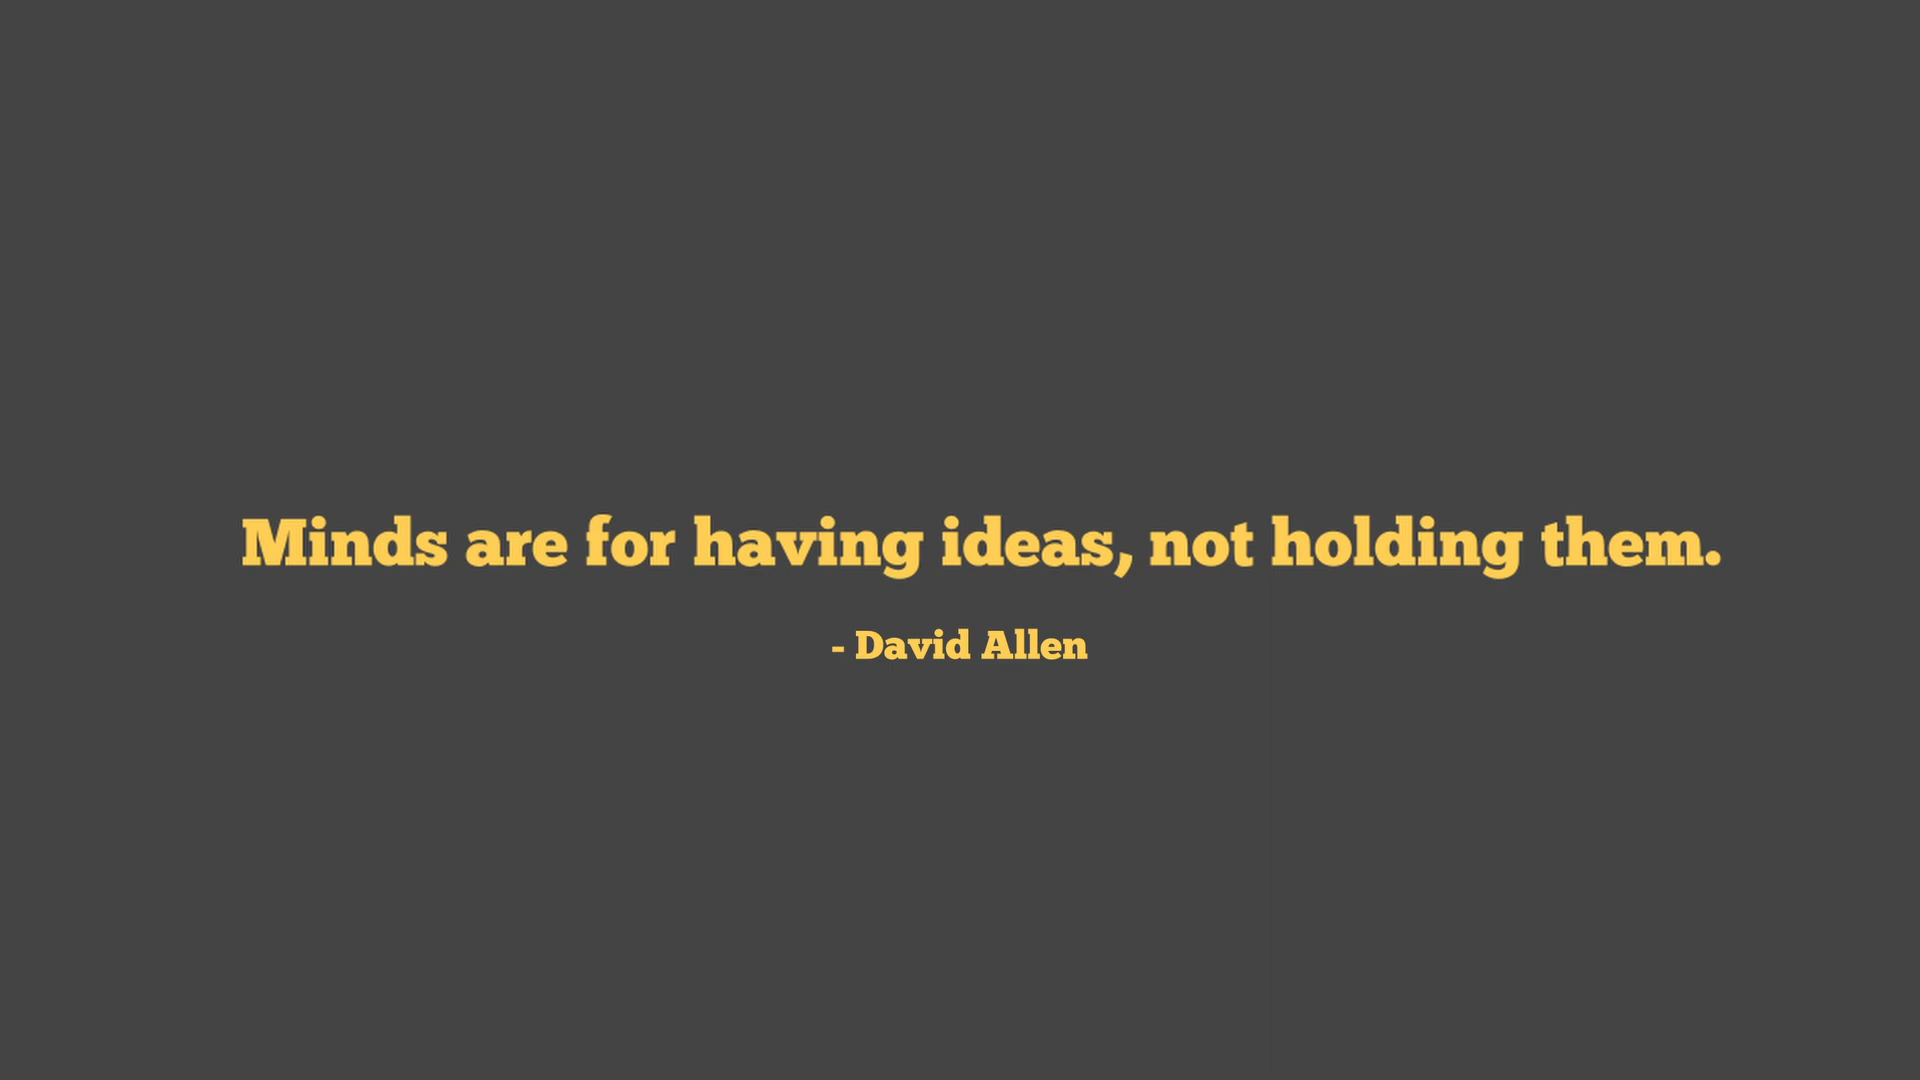 Minds are for having ideas, not holding them.
- David Allen